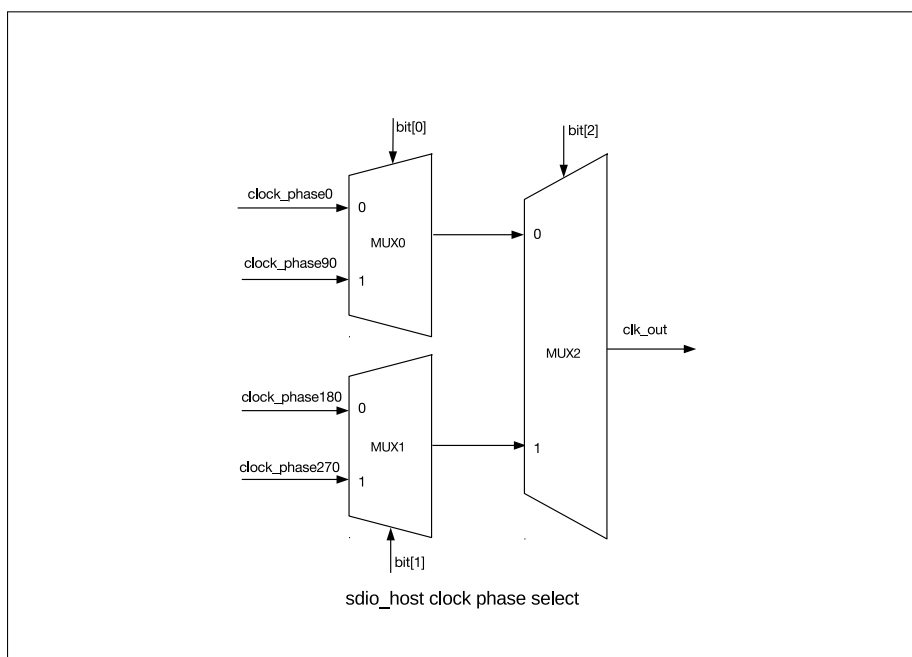 bit[0]
bit[2]
clock_phase0
0
MUX0
0
clock_phase90
1
clk_out
MUX2
clock_phase180
0
MUX1
1
clock_phase270
1
bit[1]
sdio_host clock phase select